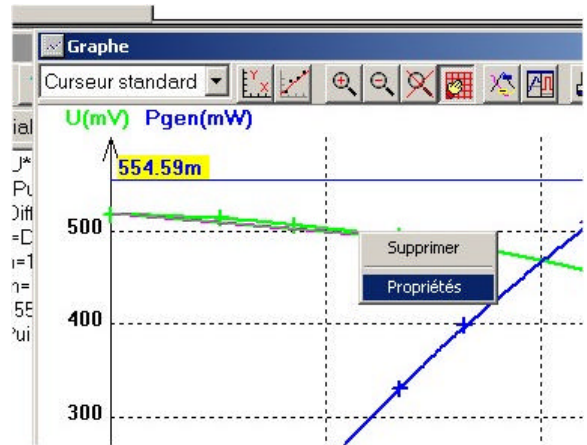 Graphe
Curseur standard
U(mV) Pgen(mW)
554.59m
500
Supprimer
Propriétés
400
300